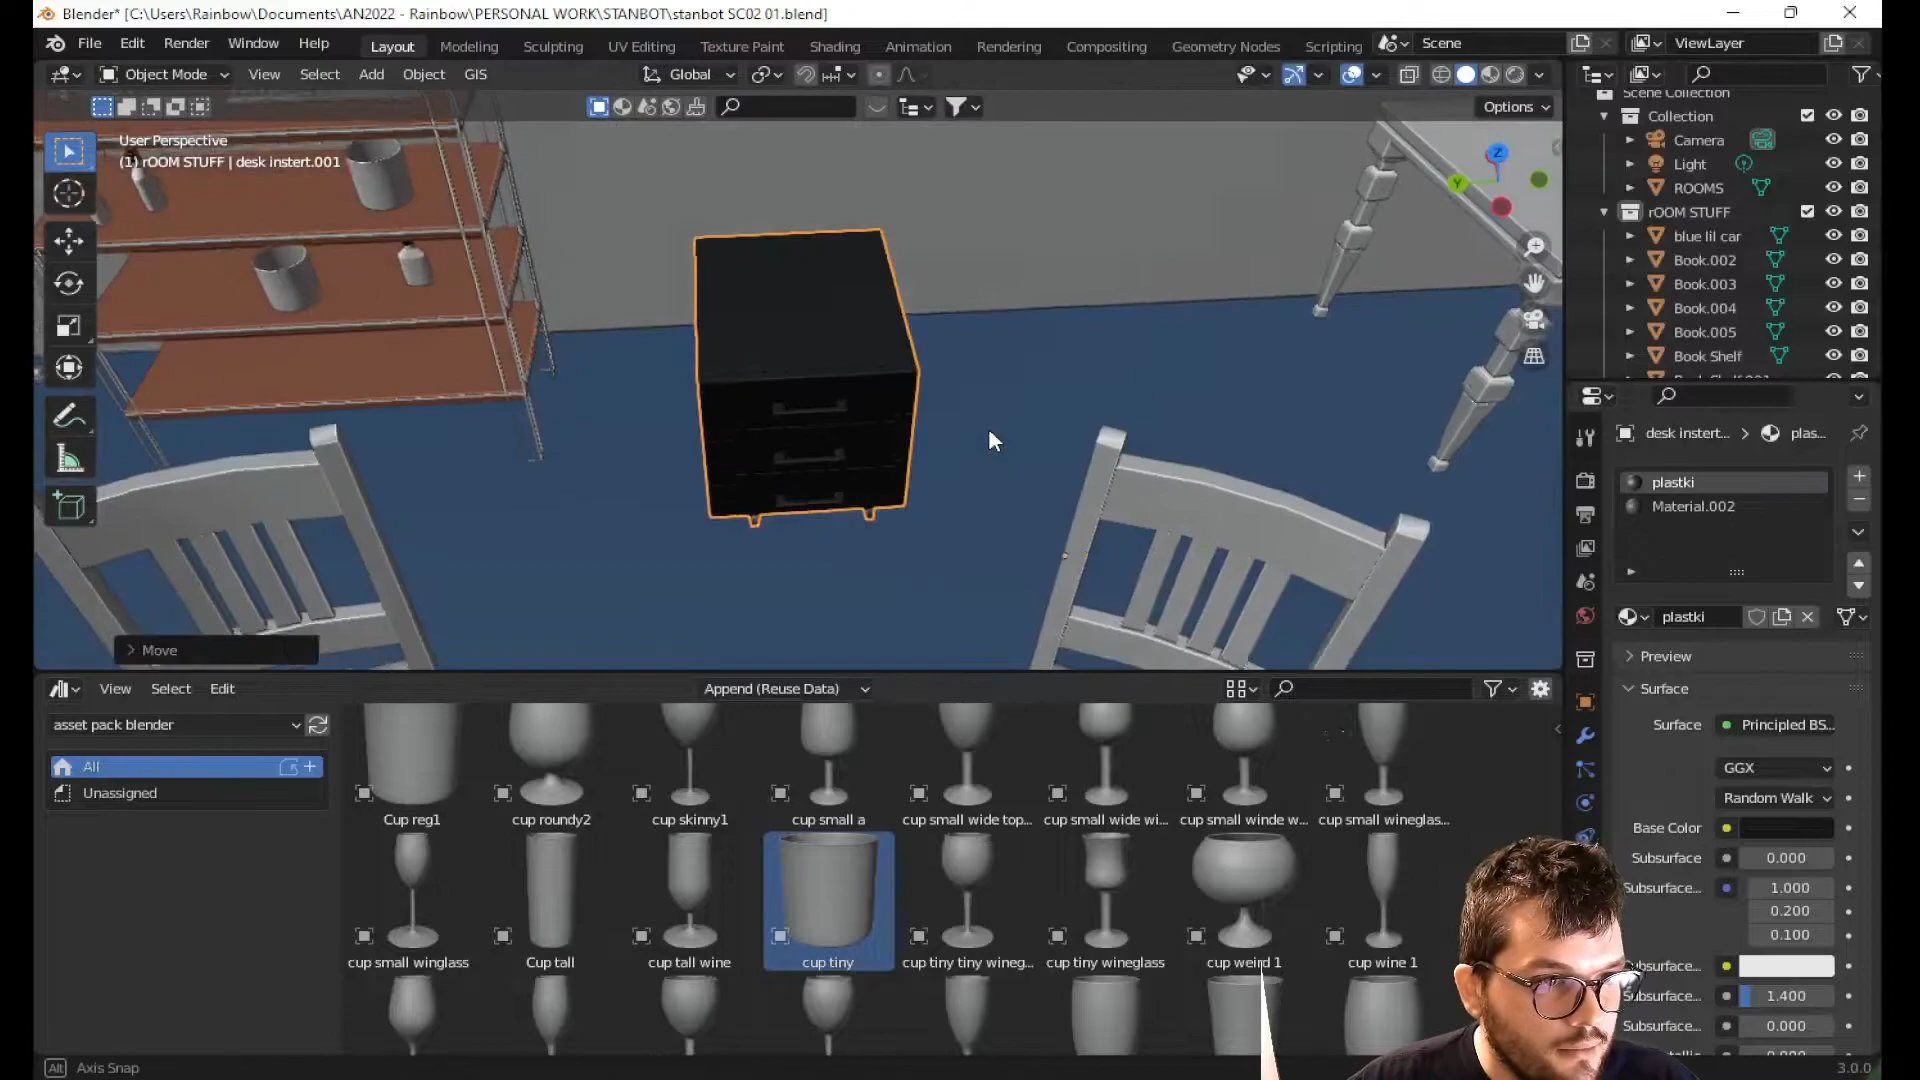 Blender* [C:\Users\Rainbow\Documents\AN2022 - Rainbow\PERSONAL WORK\STANBOT\stanbot SC02 01.blend]
File Edit Render Window Help Layout Modeling Sculpting UV Editing Texture Paint Shading Animation Rendering Compositing Geometry Nodes Scripting Scene ViewLayer
Object Mode View Select Add Object GIS Global
Options
User Perspective
(1) rOOM STUFF | desk instert.001
Z
Y
Scene Collection
Collection
Camera
Light
ROOMS
rOOM STUFF
blue lil car
Book.002
Book.003
Book.004
Book.005
Book Shelf
desk instert... > plas...
plastki
Material.002
plastki
Preview
Surface
Surface Principled BS...
GGX
Random Walk
Base Color
Subsurface 0.000
Subsurface... 1.000
0.200
0.100
Subsurface...
Subsurface... 1.400
Subsurface... 0.000
> Move
View Select Edit Append (Reuse Data)
asset pack blender
All
Unassigned
Cup reg1 cup roundy2 cup skinny1 cup small a cup small wide top... cup small wide wi... cup small winde w... cup small wineglas...
cup small winglass Cup tall cup tall wine cup tiny cup tiny tiny wineg... cup tiny wineglass cup weird 1 cup wine 1
Alt Axis Snap
3.0.0